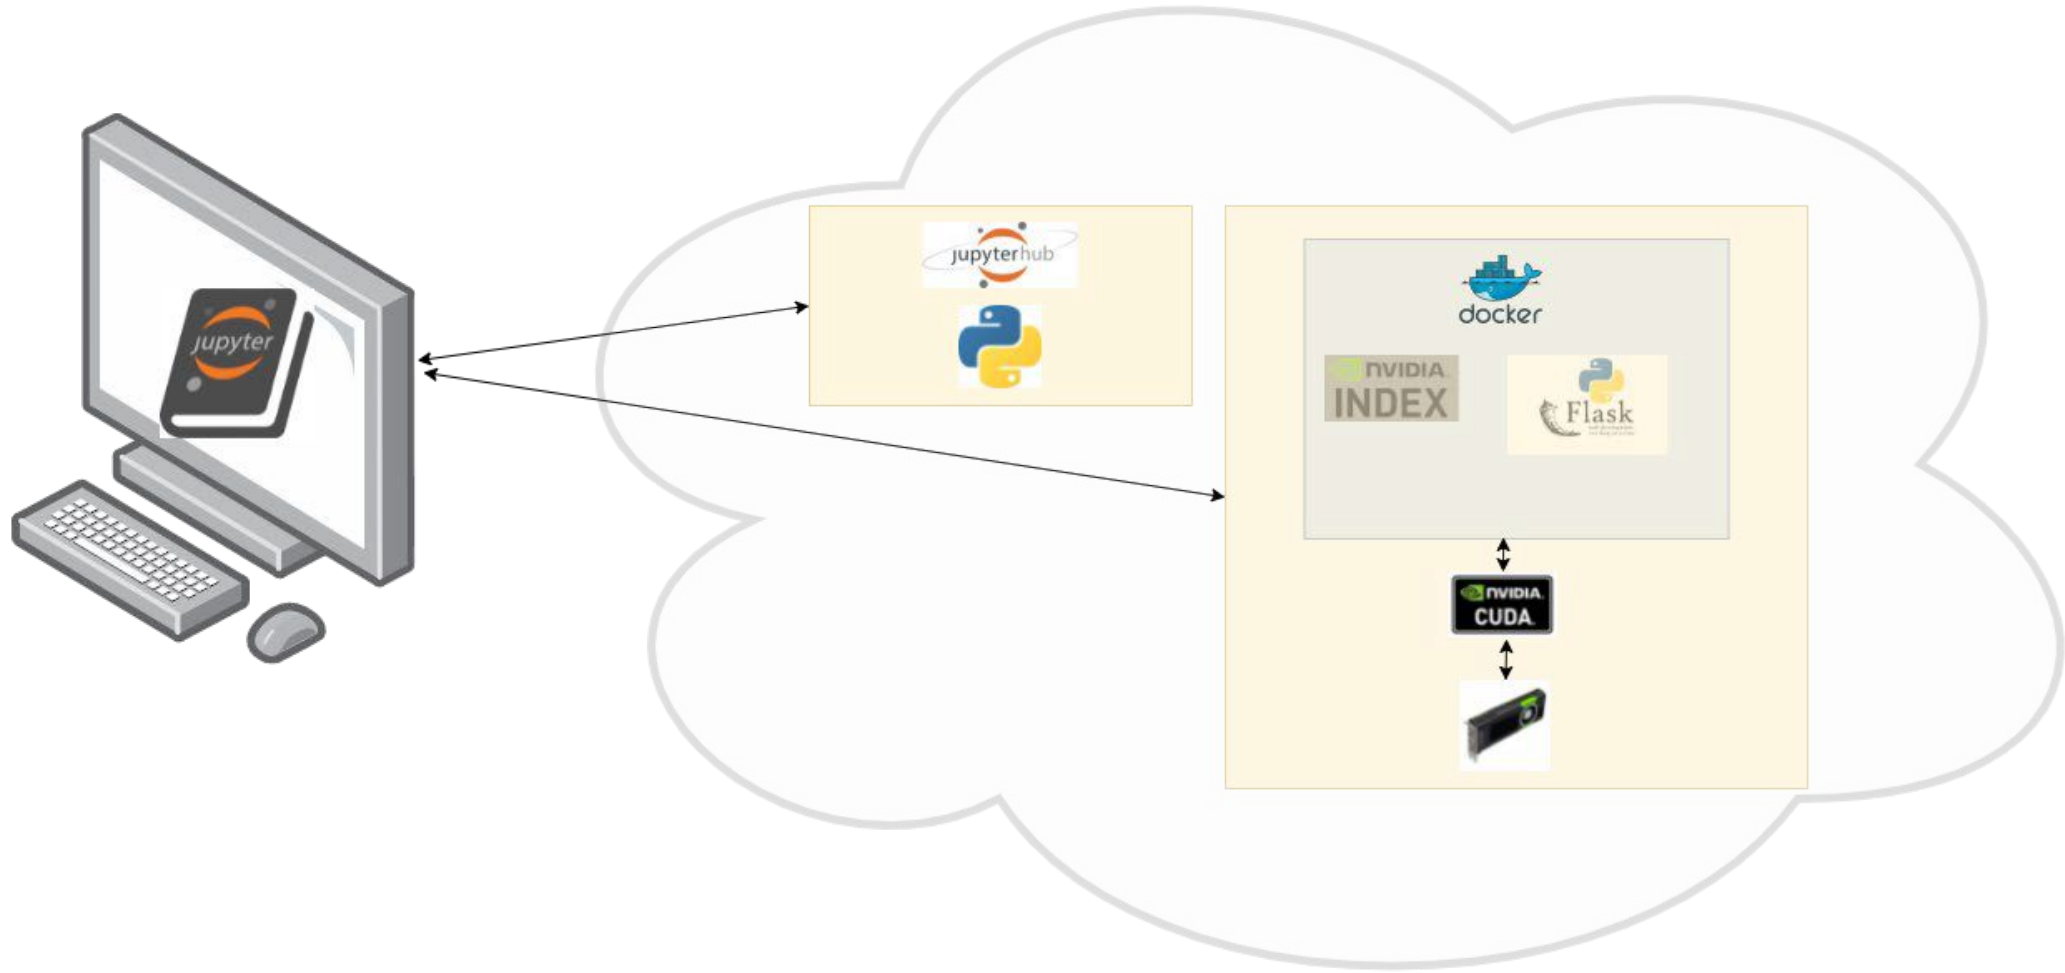 jupyter
jupyterhub
docker
NVIDIA
INDEX
Flask
NVIDIA
CUDA